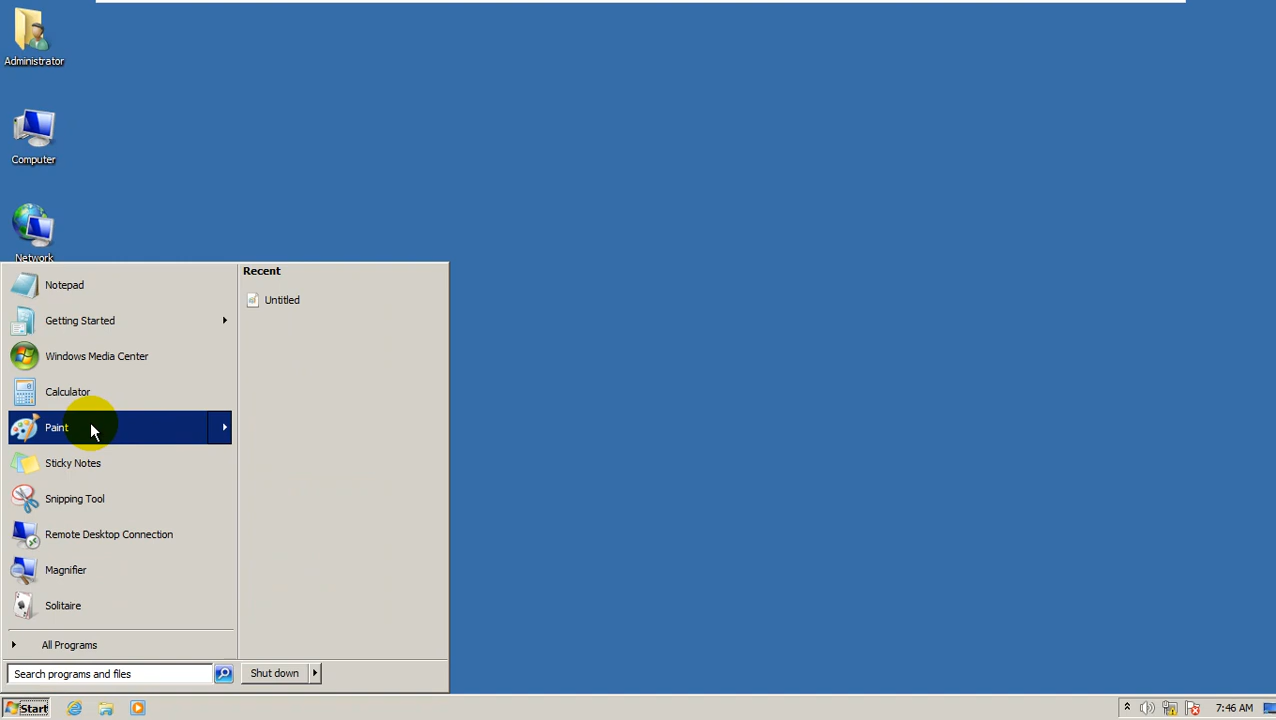 Administrator
Computer
Network
Notepad
Getting Started
Windows Media Center
Calculator
Paint
Sticky Notes
Snipping Tool
Remote Desktop Connection
Magnifier
Solitaire
All Programs
Search programs and files
Recent
Untitled
Shut down
Start
7:46 AM